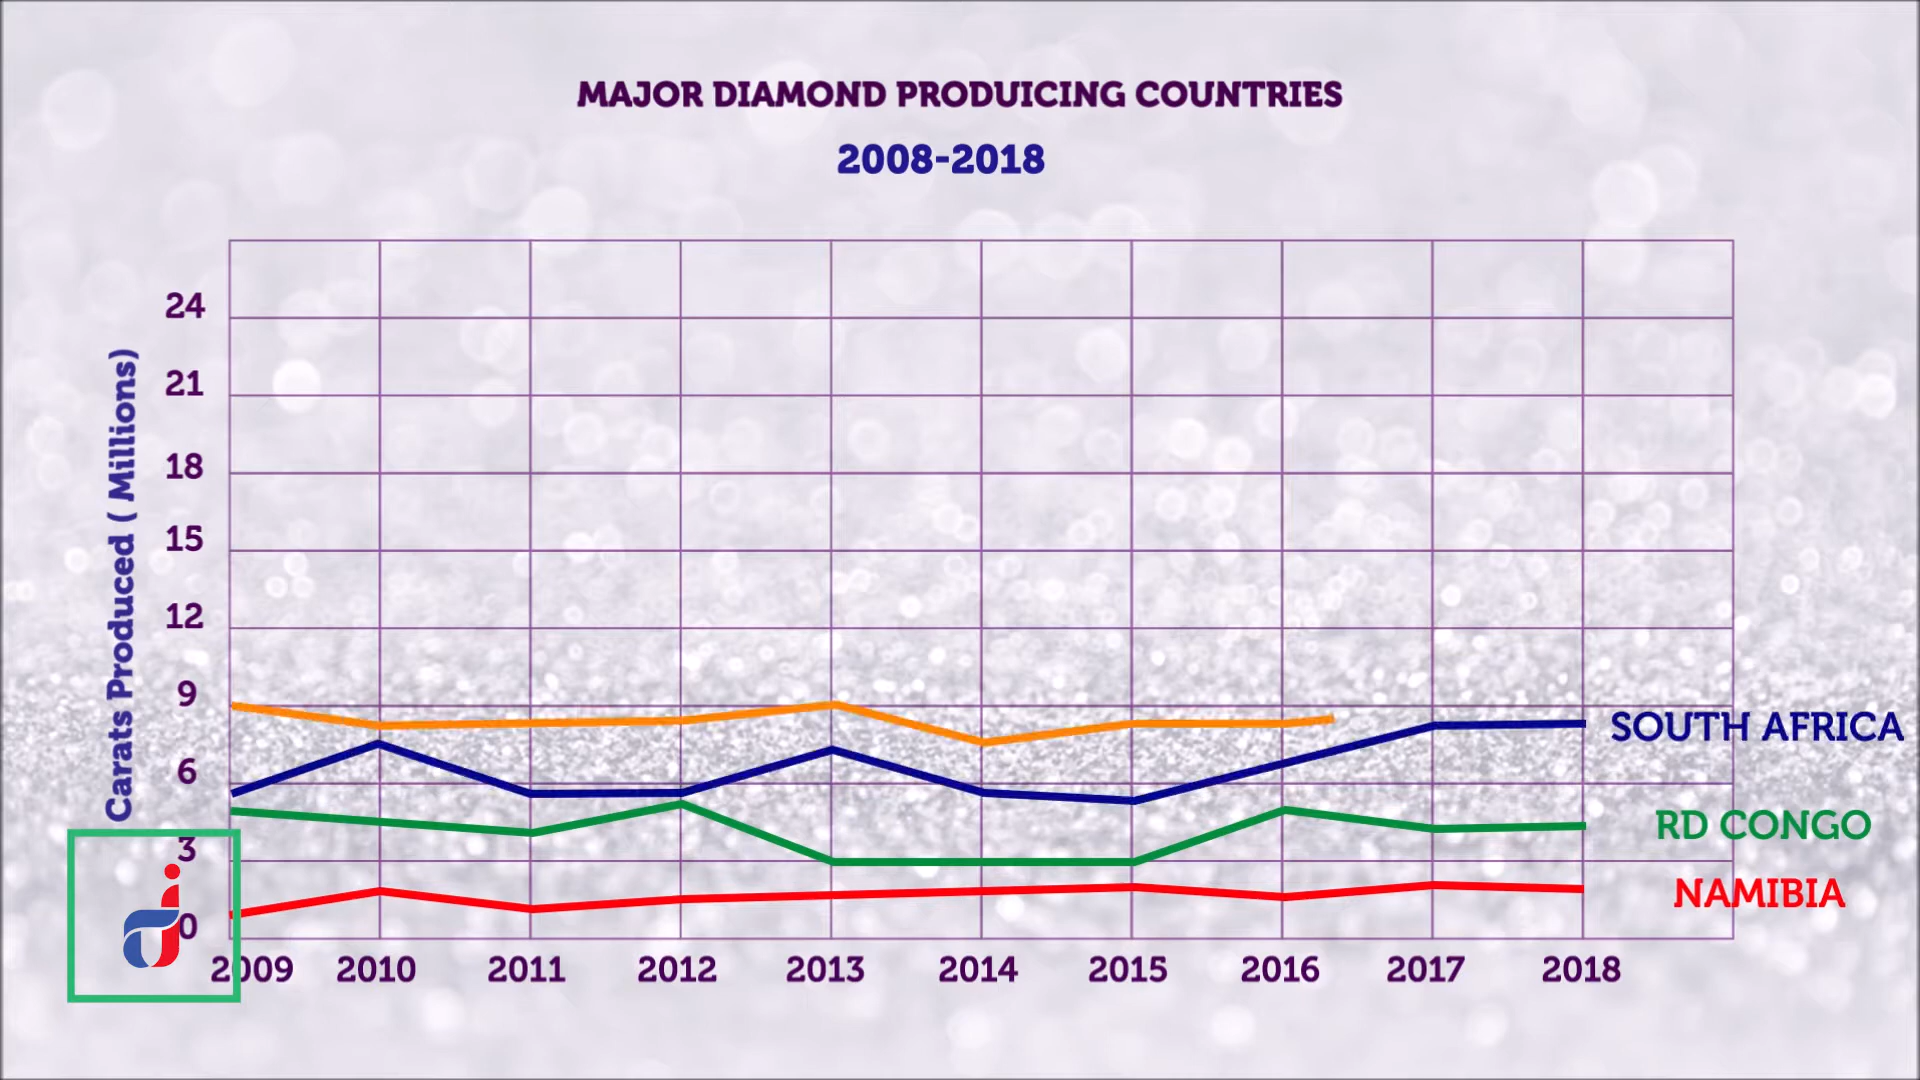 MAJOR DIAMOND PRODUICING COUNTRIES
2008-2018
Carats Produced ( Millions)
24
21
18
15
12
9
6
3
0
SOUTH AFRICA
RD CONGO
NAMIBIA
2009 2010 2011 2012 2013 2014 2015 2016 2017 2018